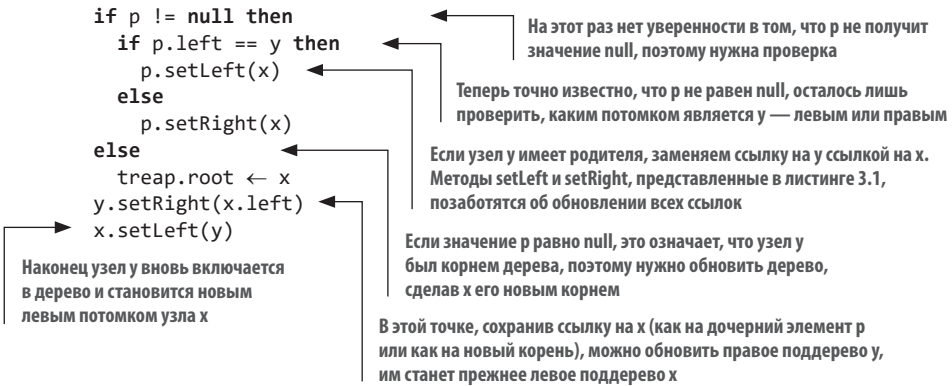 if p != null then
На этот раз нет уверенности в том, что p не получит
значение null, поэтому нужна проверка
if p.left == y then
p.setLeft(x)
Теперь точно известно, что p не равен null, осталось лишь
проверить, каким потомком является y — левым или правым
else
p.setRight(x)
Если узел y имеет родителя, заменяем ссылку на y ссылкой на x.
Методы setLeft и setRight, представленные в листинге 3.1,
позаботятся об обновлении всех ссылок
else
treap.root ← x
y.setRight(x.left)
x.setLeft(y)
Если значение p равно null, это означает, что узел y
был корнем дерева, поэтому нужно обновить дерево,
сделав x его новым корнем
Наконец узел y вновь включается
в дерево и становится новым
левым потомком узла x
В этой точке, сохранив ссылку на x (как на дочерний элемент p
или как на новый корень), можно обновить правое поддерево y,
им станет прежнее левое поддерево x